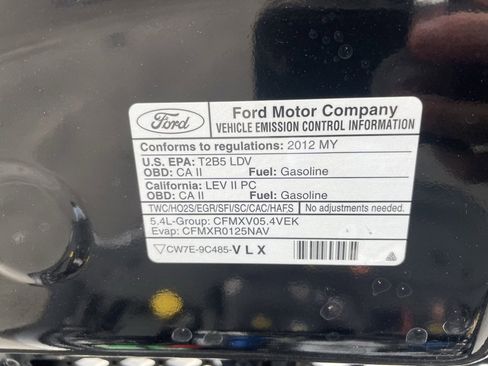 Ford
Ford Motor Company
VEHICLE EMISSION CONTROL INFORMATION
Conforms to regulations: 2012 MY
U.S. EPA: T2B5 LDV
OBD: CA II Fuel: Gasoline
California: LEV II PC
OBD: CA II Fuel: Gasoline
TWC/HO2S/EGR/SFI/SC/CAC/HAFS No adjustments needed.
5.4L-Group: CFMXV05.4VEK
Evap: CFMXR0125NAV
CW7E-9C485-V L X